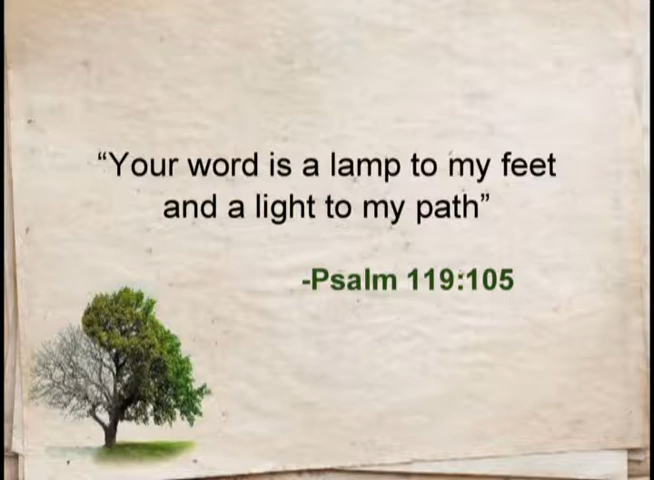 “Your word is a lamp to my feet
and a light to my path”
-Psalm 119:105